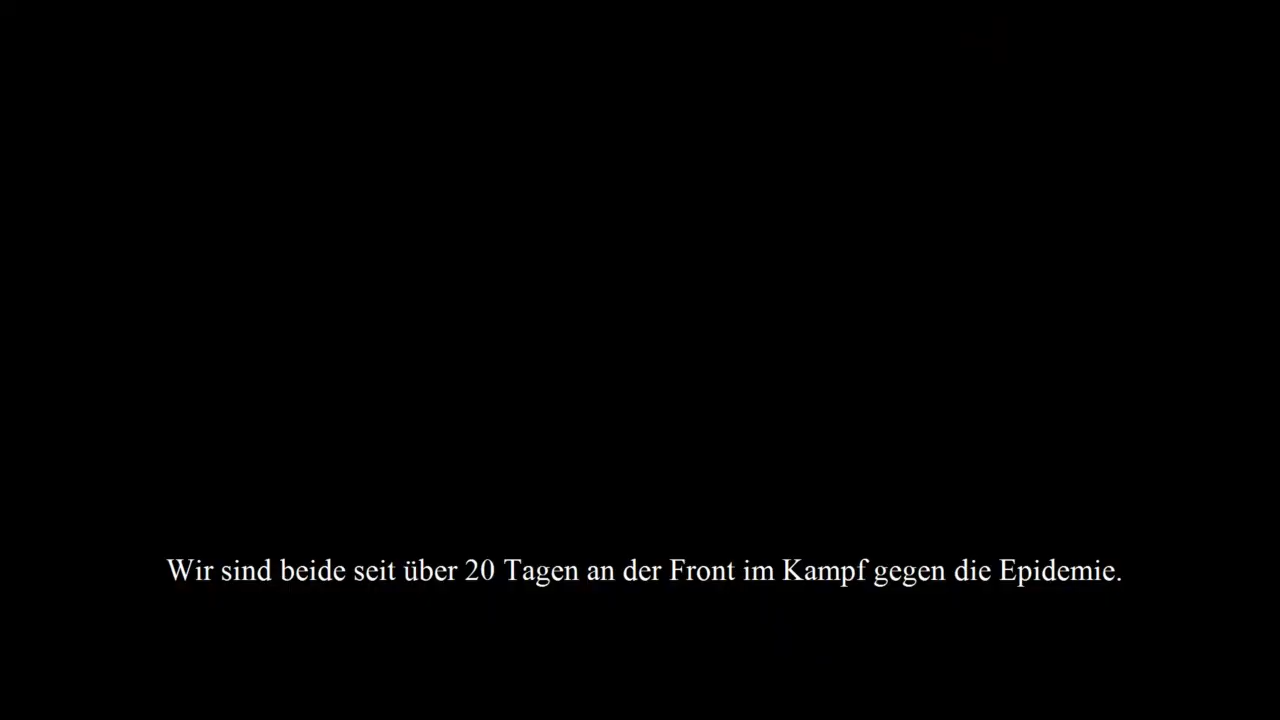 Wir sind beide seit über 20 Tagen an der Front im Kampf gegen die Epidemie.